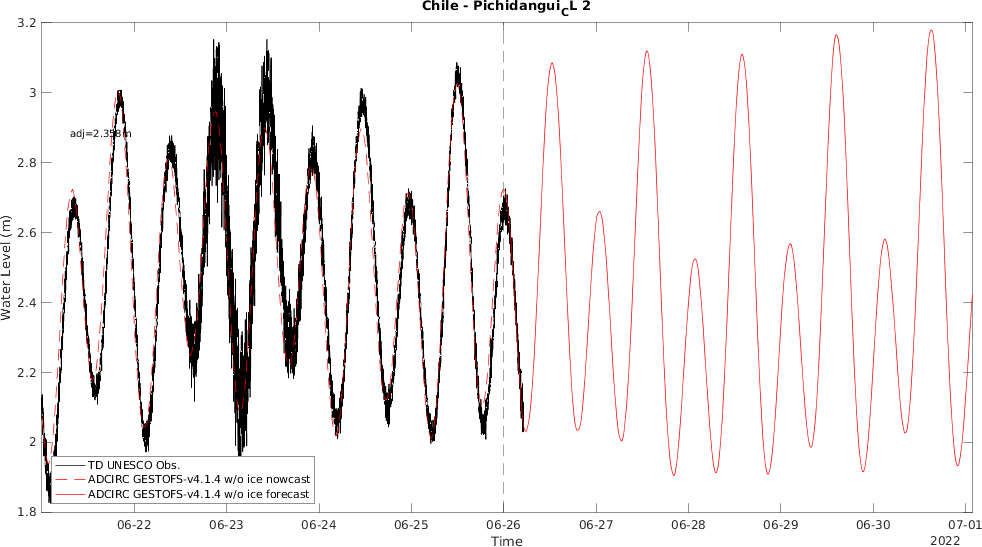 Chile - PichidanguiCL 2
3.2
3
2.8
2.6
2.4
2.2
2
1.8
Water Level (m)
adj=2.358m
TD UNESCO Obs.
ADCIRC GESTOFS-v4.1.4 w/o ice nowcast
ADCIRC GESTOFS-v4.1.4 w/o ice forecast
06-22 06-23 06-24 06-25 06-26 06-27 06-28 06-29 06-30 07-01
Time
2022